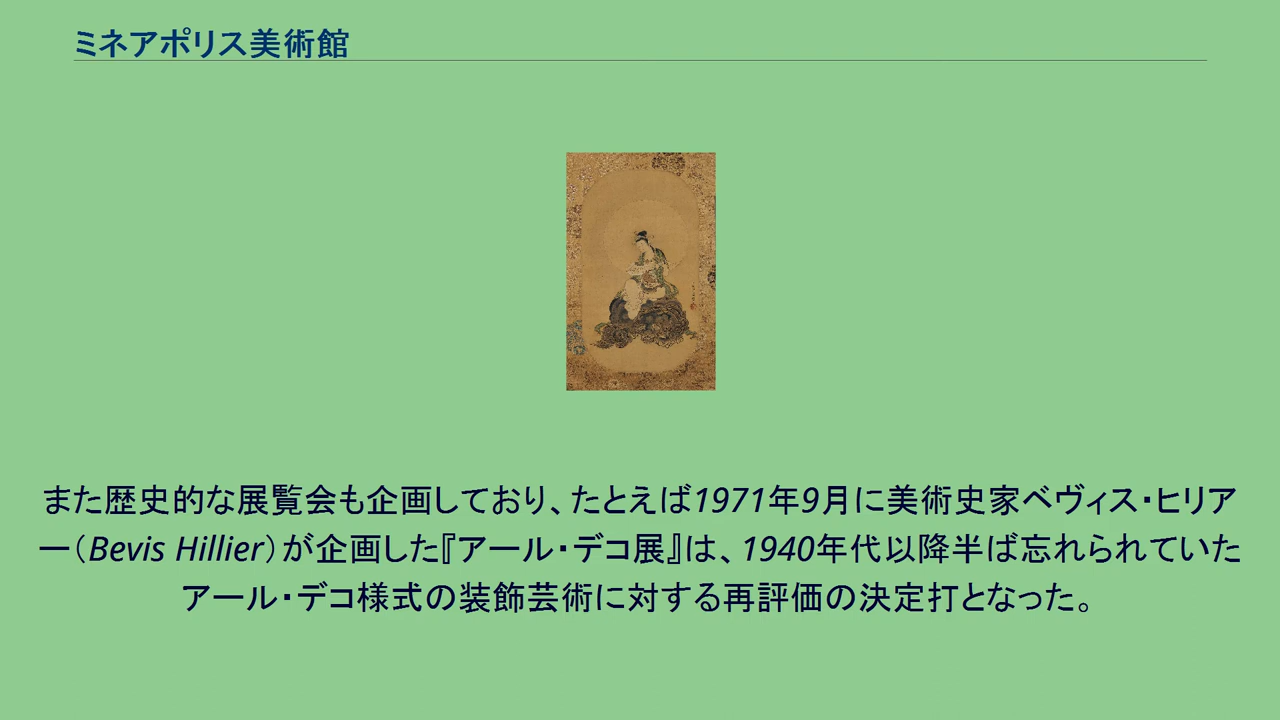 ミネアポリス美術館
また歴史的な展覧会も企画しており、たとえば1971年9月に美術史家ベヴィス・ヒリア
ー（Bevis Hillier）が企画した『アール・デコ展』は、1940年代以降半ば忘れられていた
アール・デコ様式の装飾芸術に対する再評価の決定打となった。